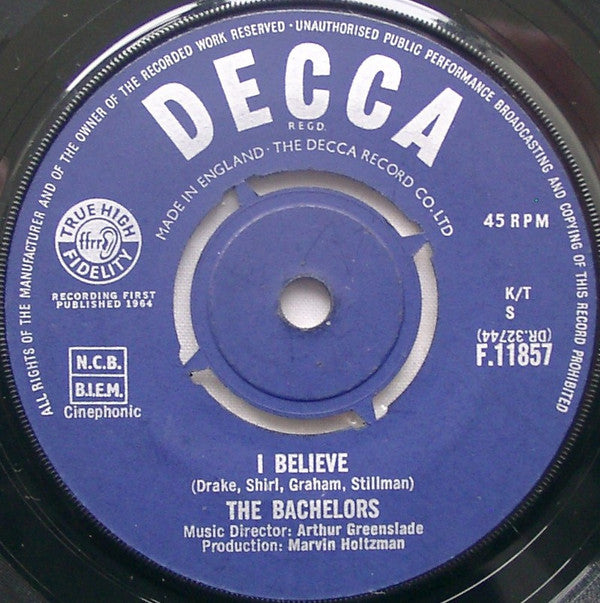 ALL RIGHTS OF THE MANUFACTURER AND OF THE OWNER OF THE RECORDED WORK RESERVED · UNAUTHORISED PUBLIC PERFORMANCE BROADCASTING AND COPYING OF THIS RECORD PROHIBITED
DECCA
REGD.
MADE IN ENGLAND · THE DECCA RECORD CO. LTD
TRUE HIGH
ffrr
FIDELITY
RECORDING FIRST
PUBLISHED 1964
45 RPM
K/T
S
(DR.32744)
F.11857
N.C.B.
B.I.E.M.
Cinephonic
I BELIEVE
(Drake, Shirl, Graham, Stillman)
THE BACHELORS
Music Director: Arthur Greenslade
Production: Marvin Holtzman